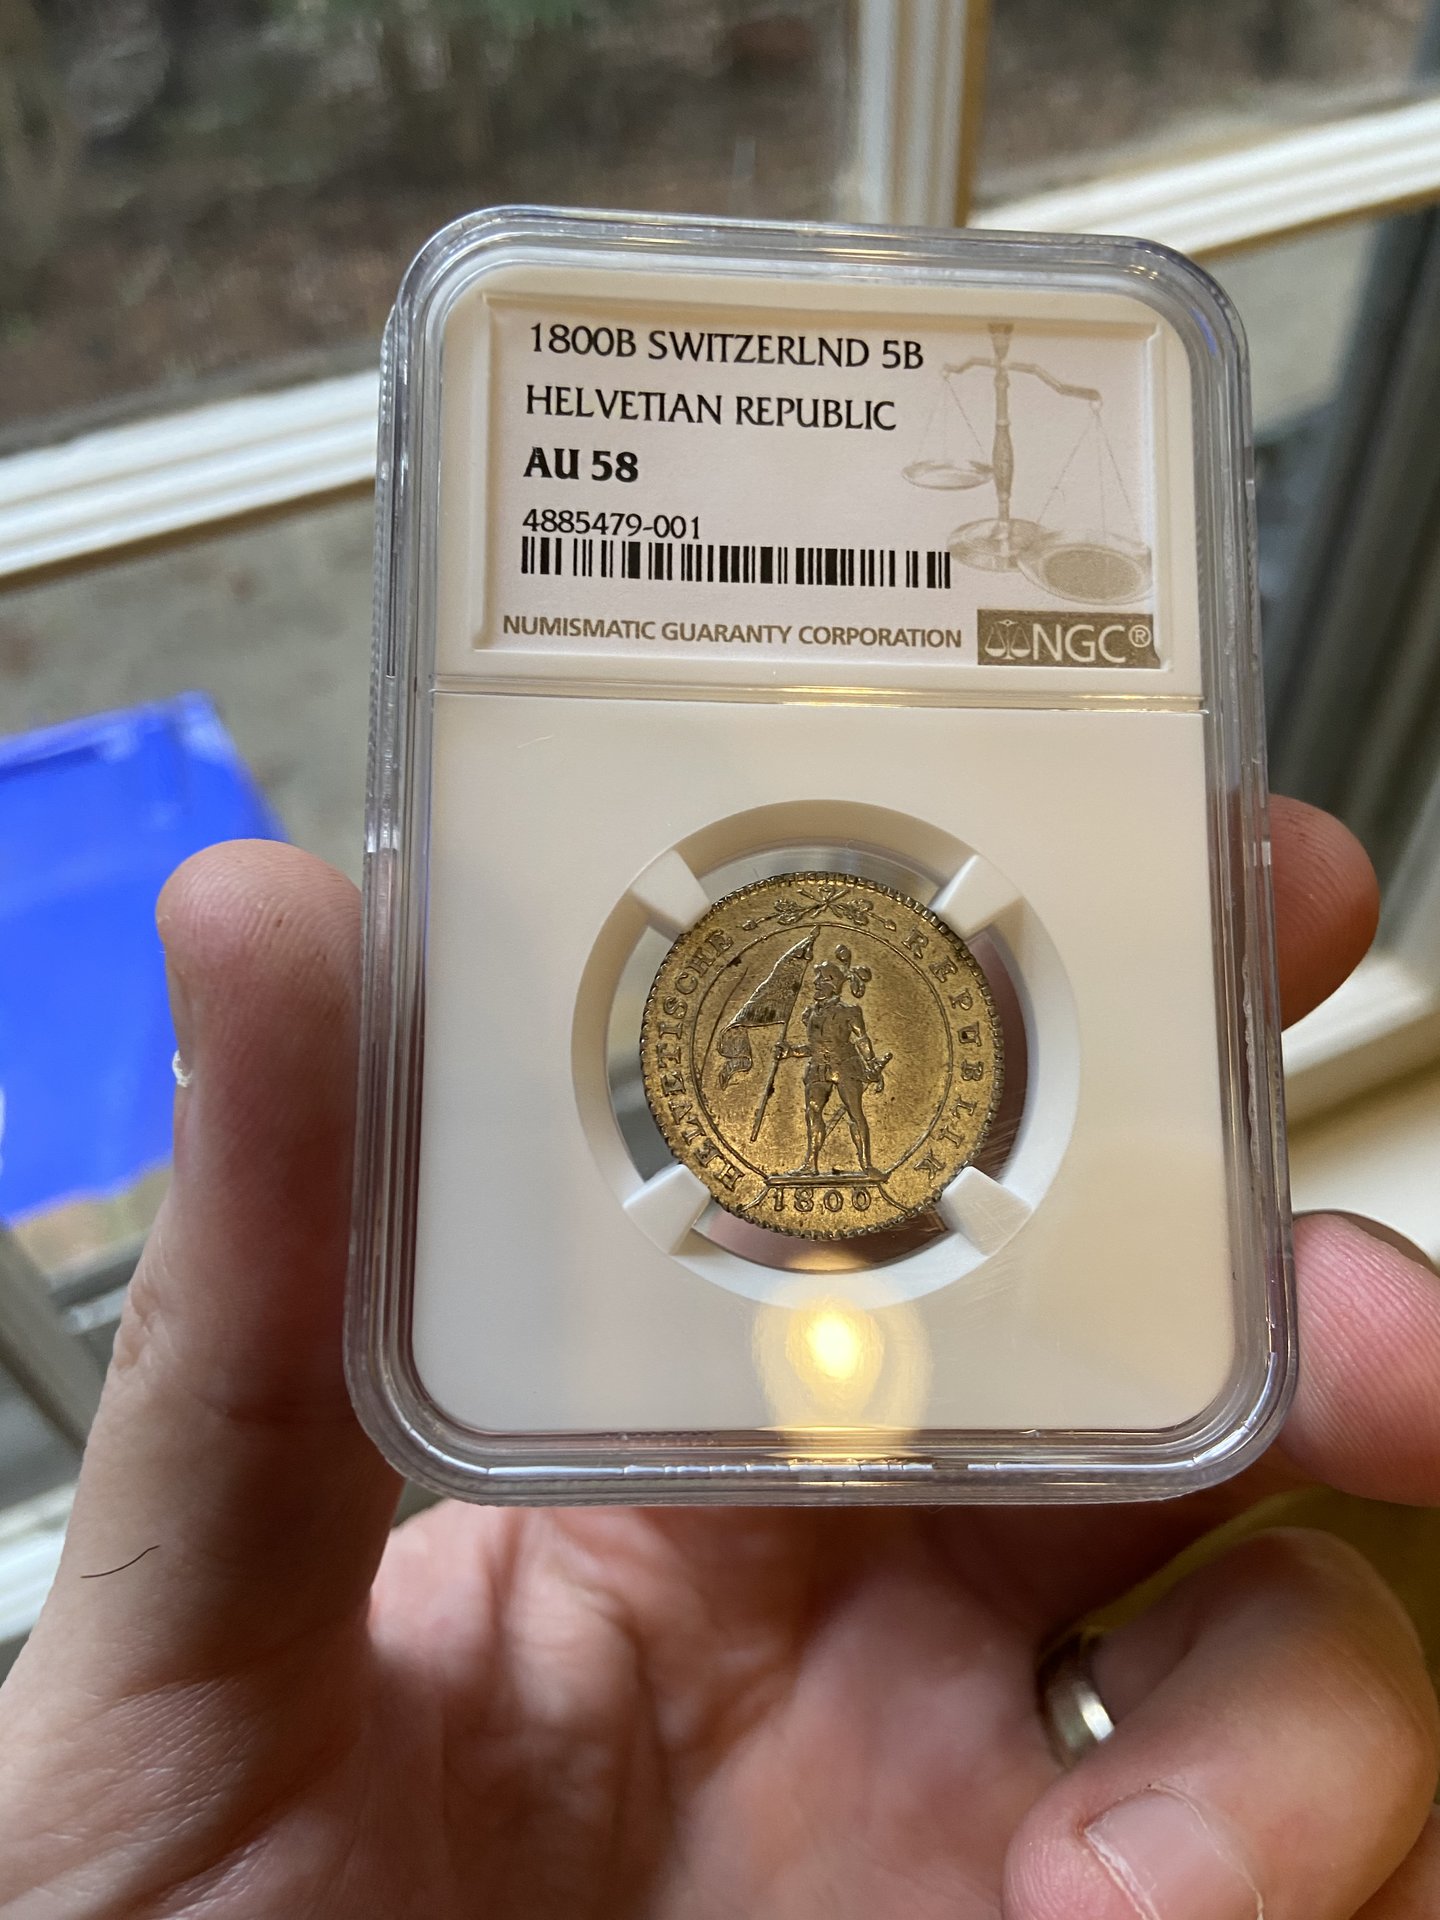 1800B SWITZERLND 5B
HELVETIAN REPUBLIC
AU 58
4885479-001
NUMISMATIC GUARANTY CORPORATION
NGC®
HELVETISCHE REPUBLIK
1800